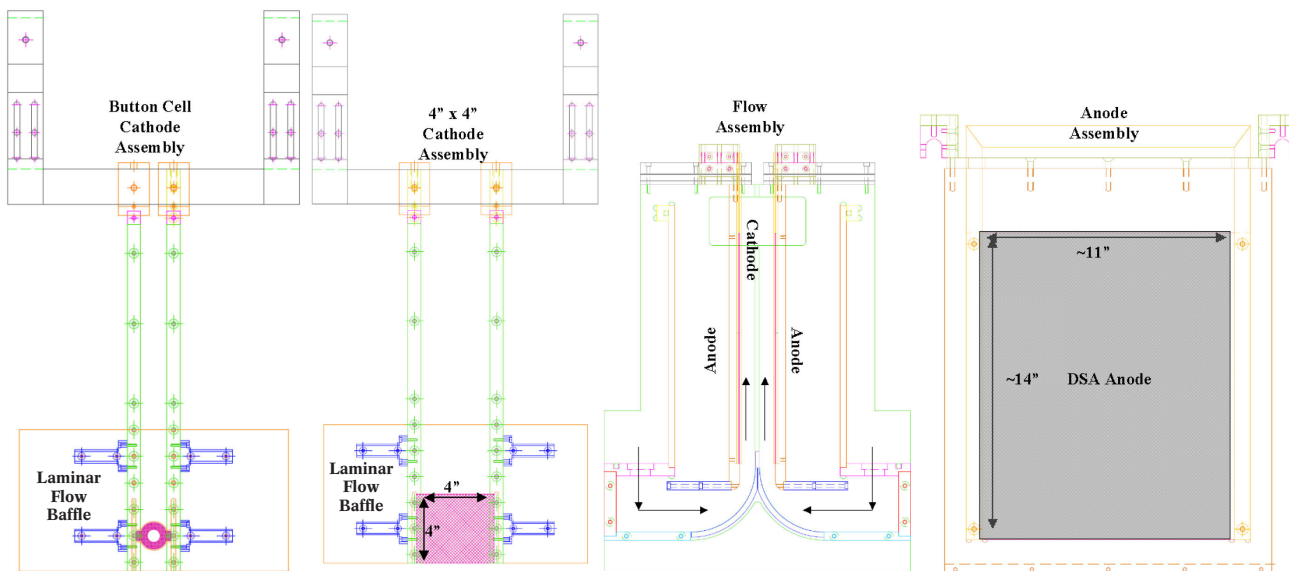 Button Cell
Cathode
Assembly
Laminar
Flow
Baffle
4” x 4”
Cathode
Assembly
Laminar
Flow
Baffle
4”
4”
Flow
Assembly
Cathode
Anode
Anode
Anode
Assembly
~11”
~14”
DSA Anode